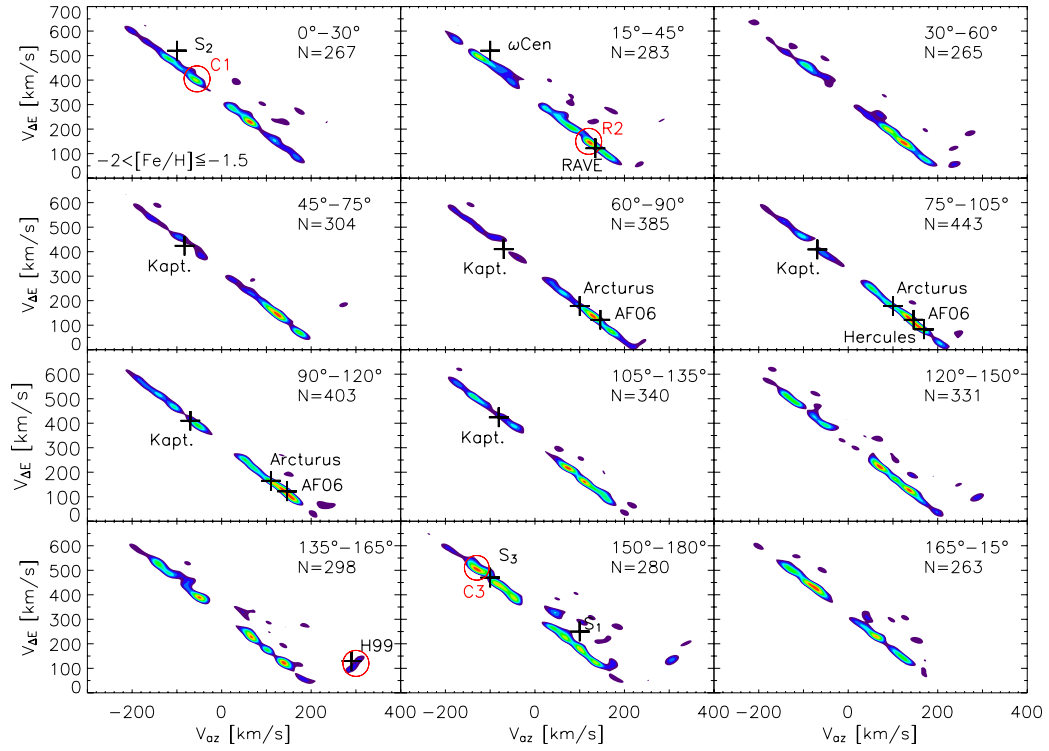 600
500
400
300
200
100
0
V_ΔE [km/s]
S₂
C1
0°−30°
N=267
−2<[Fe/H]≤−1.5
ωCen
15°−45°
N=283
R2
RAVE
30°−60°
N=265
600
500
400
300
200
100
0
V_ΔE [km/s]
45°−75°
N=304
Kapt.
60°−90°
N=385
Kapt.
Arcturus
AF06
75°−105°
N=443
Kapt.
Arcturus
AF06
Hercules
600
500
400
300
200
100
0
V_ΔE [km/s]
90°−120°
N=403
Kapt.
Arcturus
AF06
105°−135°
N=340
Kapt.
120°−150°
N=331
600
500
400
300
200
100
0
V_ΔE [km/s]
135°−165°
N=298
H99
S₃
C3
150°−180°
N=280
S₁
165°−15°
N=263
−200 0 200 400
−200 0 200 400
−200 0 200 400
V_az [km/s]
V_az [km/s]
V_az [km/s]